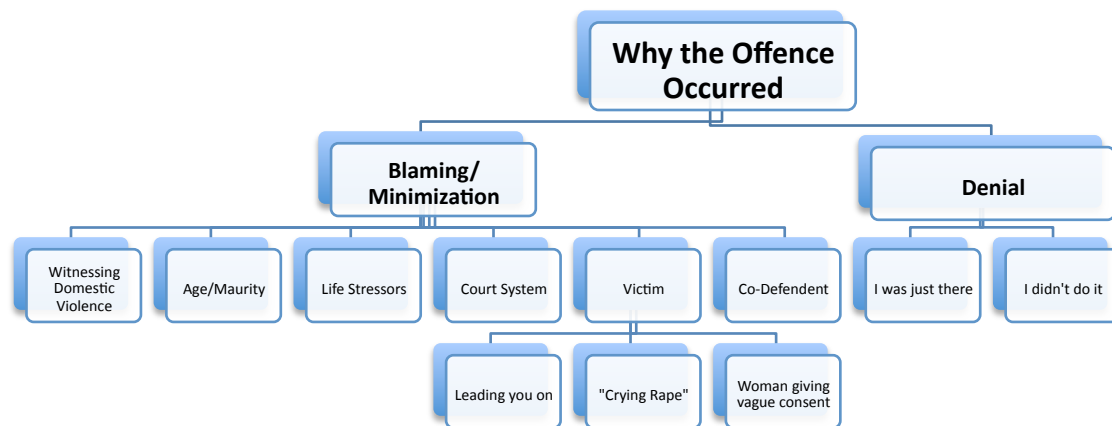 Why the Offence
Occurred
Blaming/
Minimization
Denial
Witnessing
Domestic
Violence
Age/Maurity
Life Stressors
Court System
Victim
Co-Defendent
I was just there
I didn't do it
Leading you on
"Crying Rape"
Woman giving
vague consent